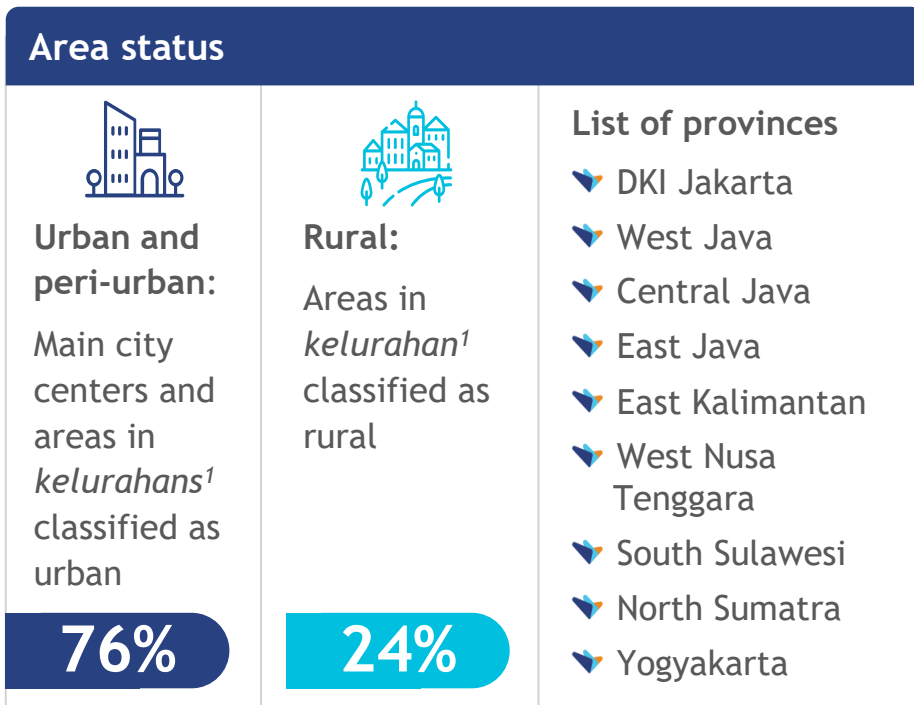 Area status
Urban and
peri-urban:
Main city
centers and
areas in
kelurahans¹
classified as
urban
76%
Rural:
Areas in
kelurahan¹
classified as
rural
24%
List of provinces
DKI Jakarta
West Java
Central Java
East Java
East Kalimantan
West Nusa
Tenggara
South Sulawesi
North Sumatra
Yogyakarta